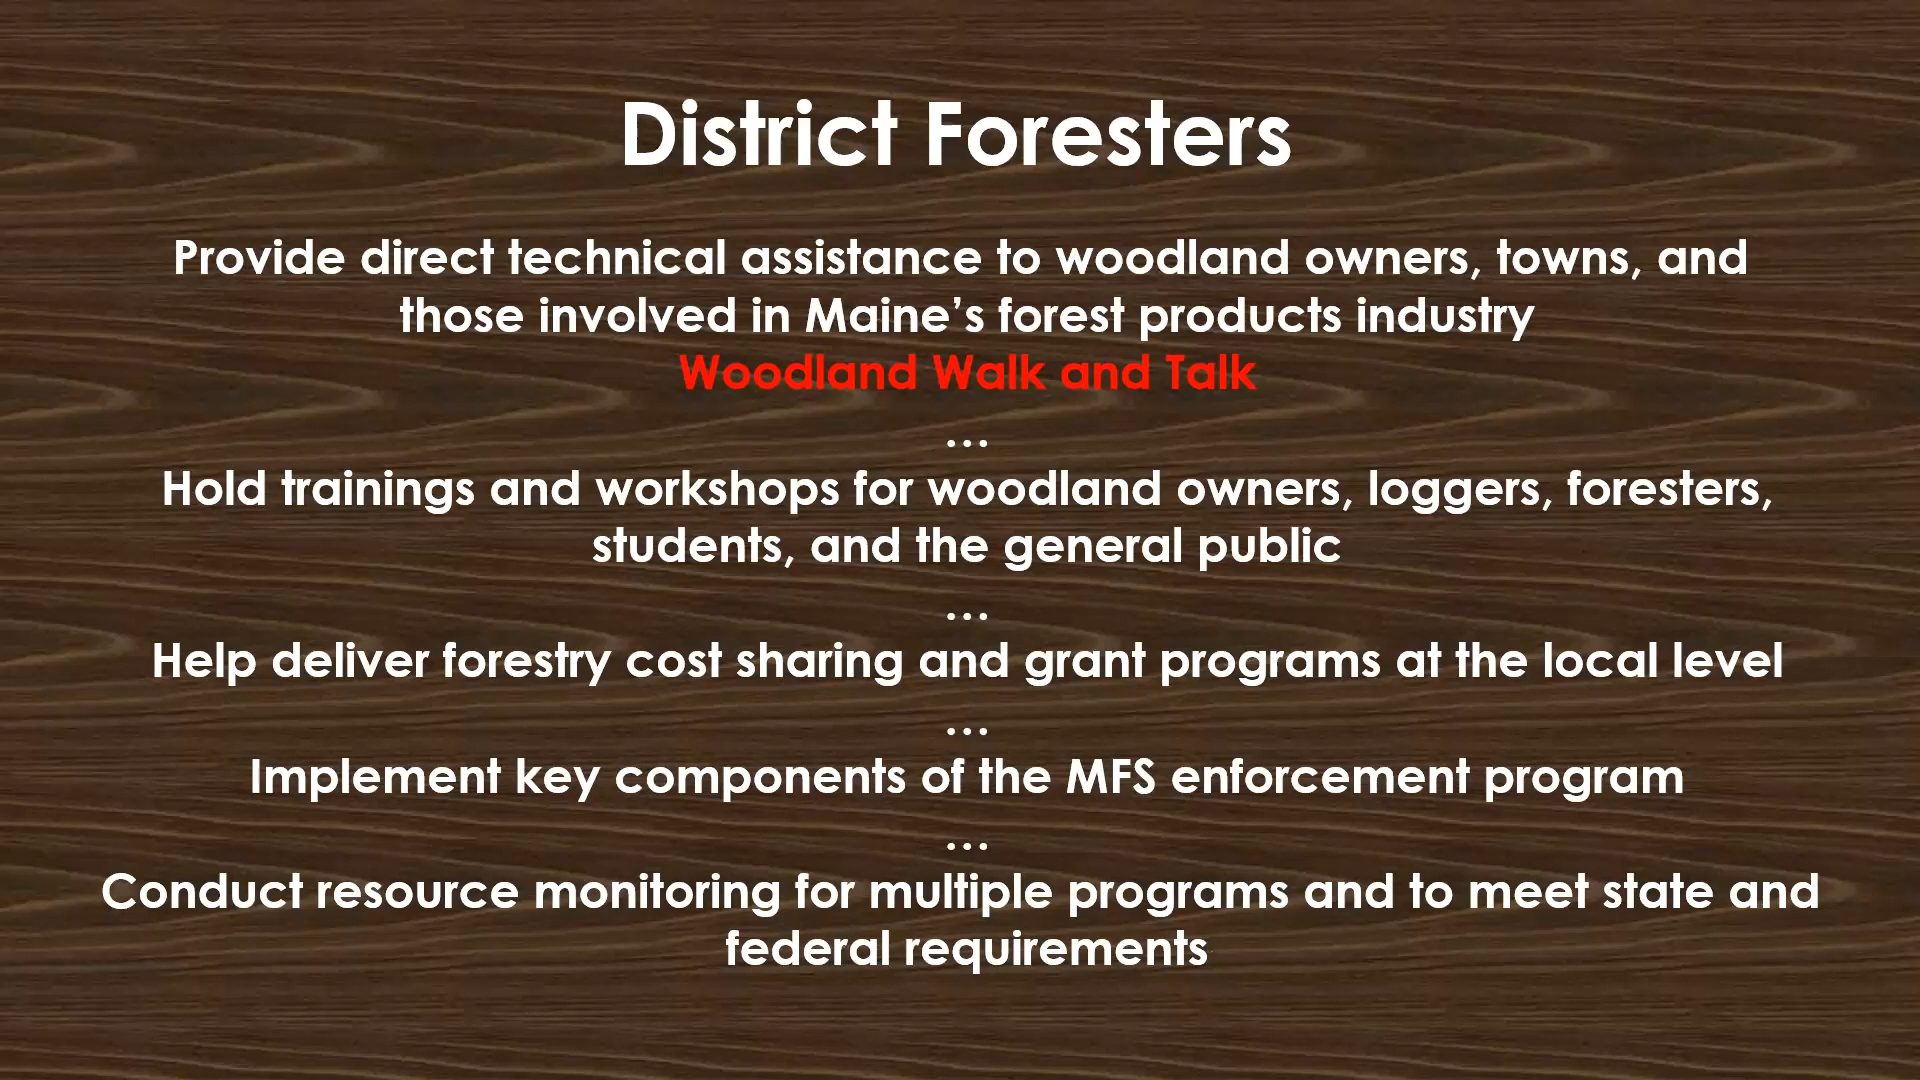 District Foresters
Provide direct technical assistance to woodland owners, towns, and
those involved in Maine’s forest products industry
Woodland Walk and Talk
…
Hold trainings and workshops for woodland owners, loggers, foresters,
students, and the general public
…
Help deliver forestry cost sharing and grant programs at the local level
…
Implement key components of the MFS enforcement program
…
Conduct resource monitoring for multiple programs and to meet state and
federal requirements